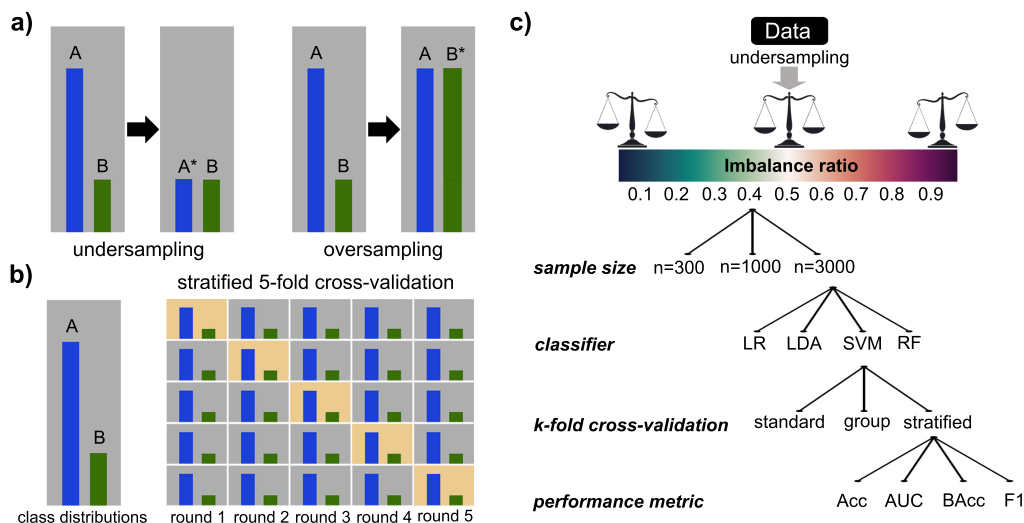 a)
A
B
A*
B
undersampling
A
B
A
B*
oversampling
b)
stratified 5-fold cross-validation
A
B
class distributions
round 1
round 2
round 3
round 4
round 5
c)
Data
undersampling
Imbalance ratio
0.1 0.2 0.3 0.4 0.5 0.6 0.7 0.8 0.9
sample size n=300 n=1000 n=3000
classifier LR LDA SVM RF
k-fold cross-validation standard group stratified
performance metric Acc AUC BAcc F1